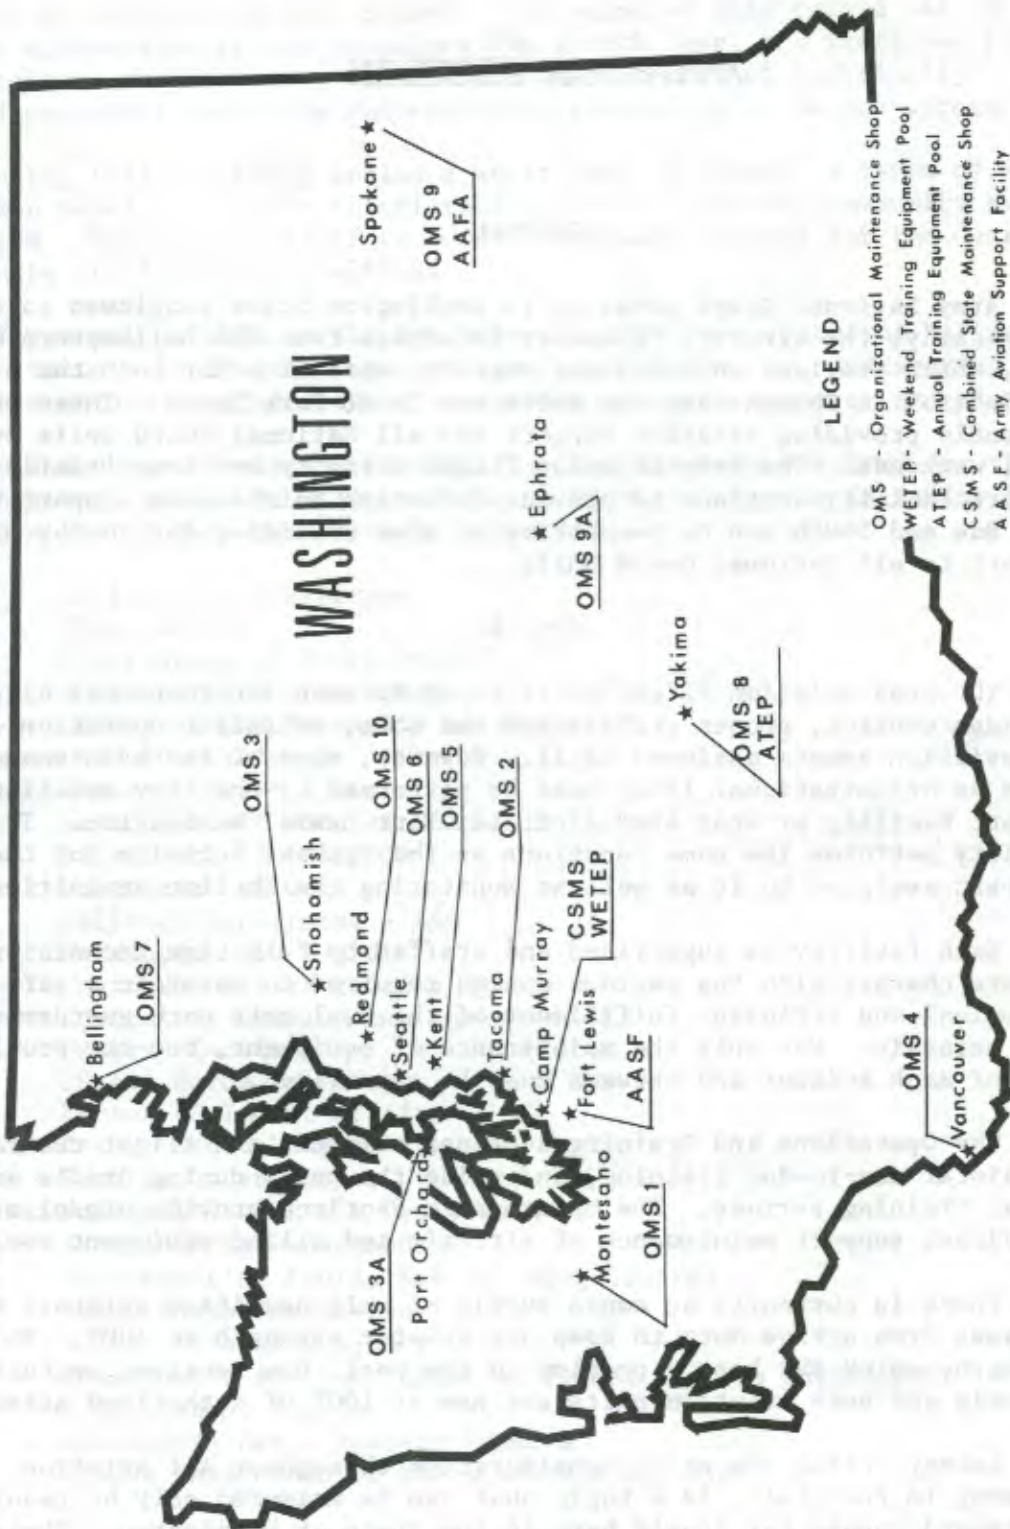 WASHINGTON
Bellingham
OMS 7
OMS 3
Snohomish
Redmond
OMS 10
Seattle
OMS 6
Kent
OMS 5
Tacoma
OMS 2
OMS 3A
Port Orchard
Camp Murray
CSMS
WETEP
Fort Lewis
AASF
Montesano
OMS 1
Spokane
OMS 9
AAFA
Ephrata
OMS 9A
Yakima
OMS 8
ATEP
OMS 4
Vancouver
"LEGEND
OMS - Organizational Maintenance Shop
WETEP - Weekend Training Equipment Pool
ATEP - Annual Training Equipment Pool
CSMS - Combined State Maintenance Shop
AASF - Army Aviation Support Facility